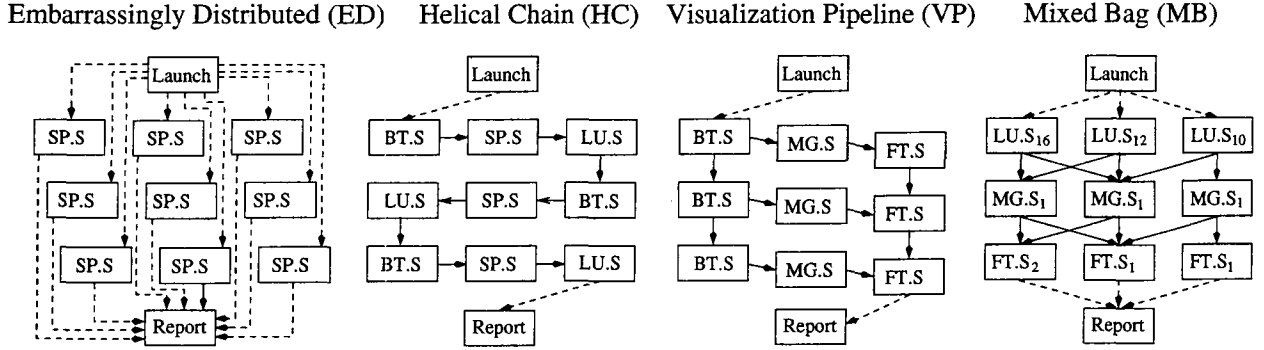 Embarrassingly Distributed (ED)
Launch
SP.S SP.S SP.S
SP.S SP.S SP.S
SP.S SP.S SP.S
Report
Helical Chain (HC)
Launch
BT.S SP.S LU.S
LU.S SP.S BT.S
BT.S SP.S LU.S
Report
Visualization Pipeline (VP)
Launch
BT.S MG.S FT.S
BT.S MG.S FT.S
BT.S MG.S FT.S
Report
Mixed Bag (MB)
Launch
LU.S₁₆ LU.S₁₂ LU.S₁₀
MG.S₁ MG.S₁ MG.S₁
FT.S₂ FT.S₁ FT.S₁
Report